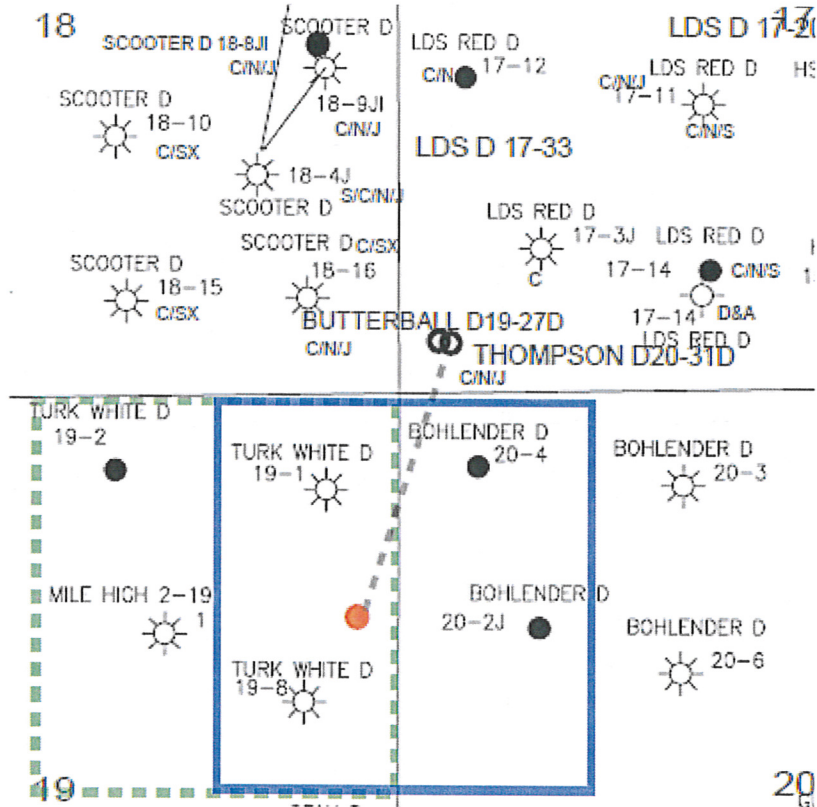 18
17
SCOOTER D
SCOOTER D 18-8JI
C/N/J
18-9JI
C/N/J
LDS RED D
C/N
17-12
LDS D 17-20
LDS RED D
C/N/J
17-11
C/N/S
SCOOTER D
18-10
C/SX
LDS D 17-33
18-4J
S/C/N/J
SCOOTER D
LDS RED D
17-3J
C
LDS RED D
17-14
C/N/S
17-14
D&A
LDS RED D
SCOOTER D
18-15
C/SX
SCOOTER D
C/SX
18-16
C/N/J
BUTTERBALL D19-27D
THOMPSON D20-31D
C/N/J
TURK WHITE D
19-2
TURK WHITE D
19-1
BOHLENDER D
20-4
BOHLENDER D
20-3
MILE HIGH 2-19
1
BOHLENDER D
20-2J
BOHLENDER D
20-6
TURK WHITE D
19-8
19
20